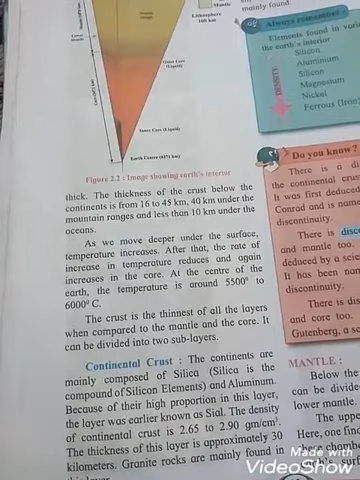 Mantle
Lithosphere
100 km
mainly found
Outer Core
(Liquid)
Inner Core (Liquid)
Earth Centre (6371 km)
Figure 2.2 : Image showing earth's interior
thick. The thickness of the crust below the
continents is from 16 to 45 km, 40 km under the
mountain ranges and less than 10 km under the
oceans.
As we move deeper under the surface,
temperature increases. After that, the rate of
increase in temperature reduces and again
increases in the core. At the centre of the
earth, the temperature is around 5500⁰ to
6000⁰ C.
The crust is the thinnest of all the layers
when compared to the mantle and the core. It
can be divided into two sub-layers.
Continental Crust : The continents are
mainly composed of Silica (Silica is the
compound of Silicon Elements) and Aluminum.
Because of their high proportion in this layer,
the layer was earlier known as Sial. The density
of continental crust is 2.65 to 2.90 gm/cm³.
The thickness of this layer is approximately 30
kilometers. Granite rocks are mainly found in
Always remember
Elements found in
the earth's interior
Silicon
Aluminium
Silicon
Magnesium
Nickel
Ferrous (Iron)
DENSITY
Do you know?
There is a
the continental crus
It was first deduced
Conrad and is name
discontinuity.
There is disc
and mantle too.
deduced by a scie
It has been nam
discontinuity.
There is dis
and core too.
Gutenberg, a sc
MANTLE :
Below the
can be divide
lower mantle.
The uppe
Here, one find
Made with
VideoShow